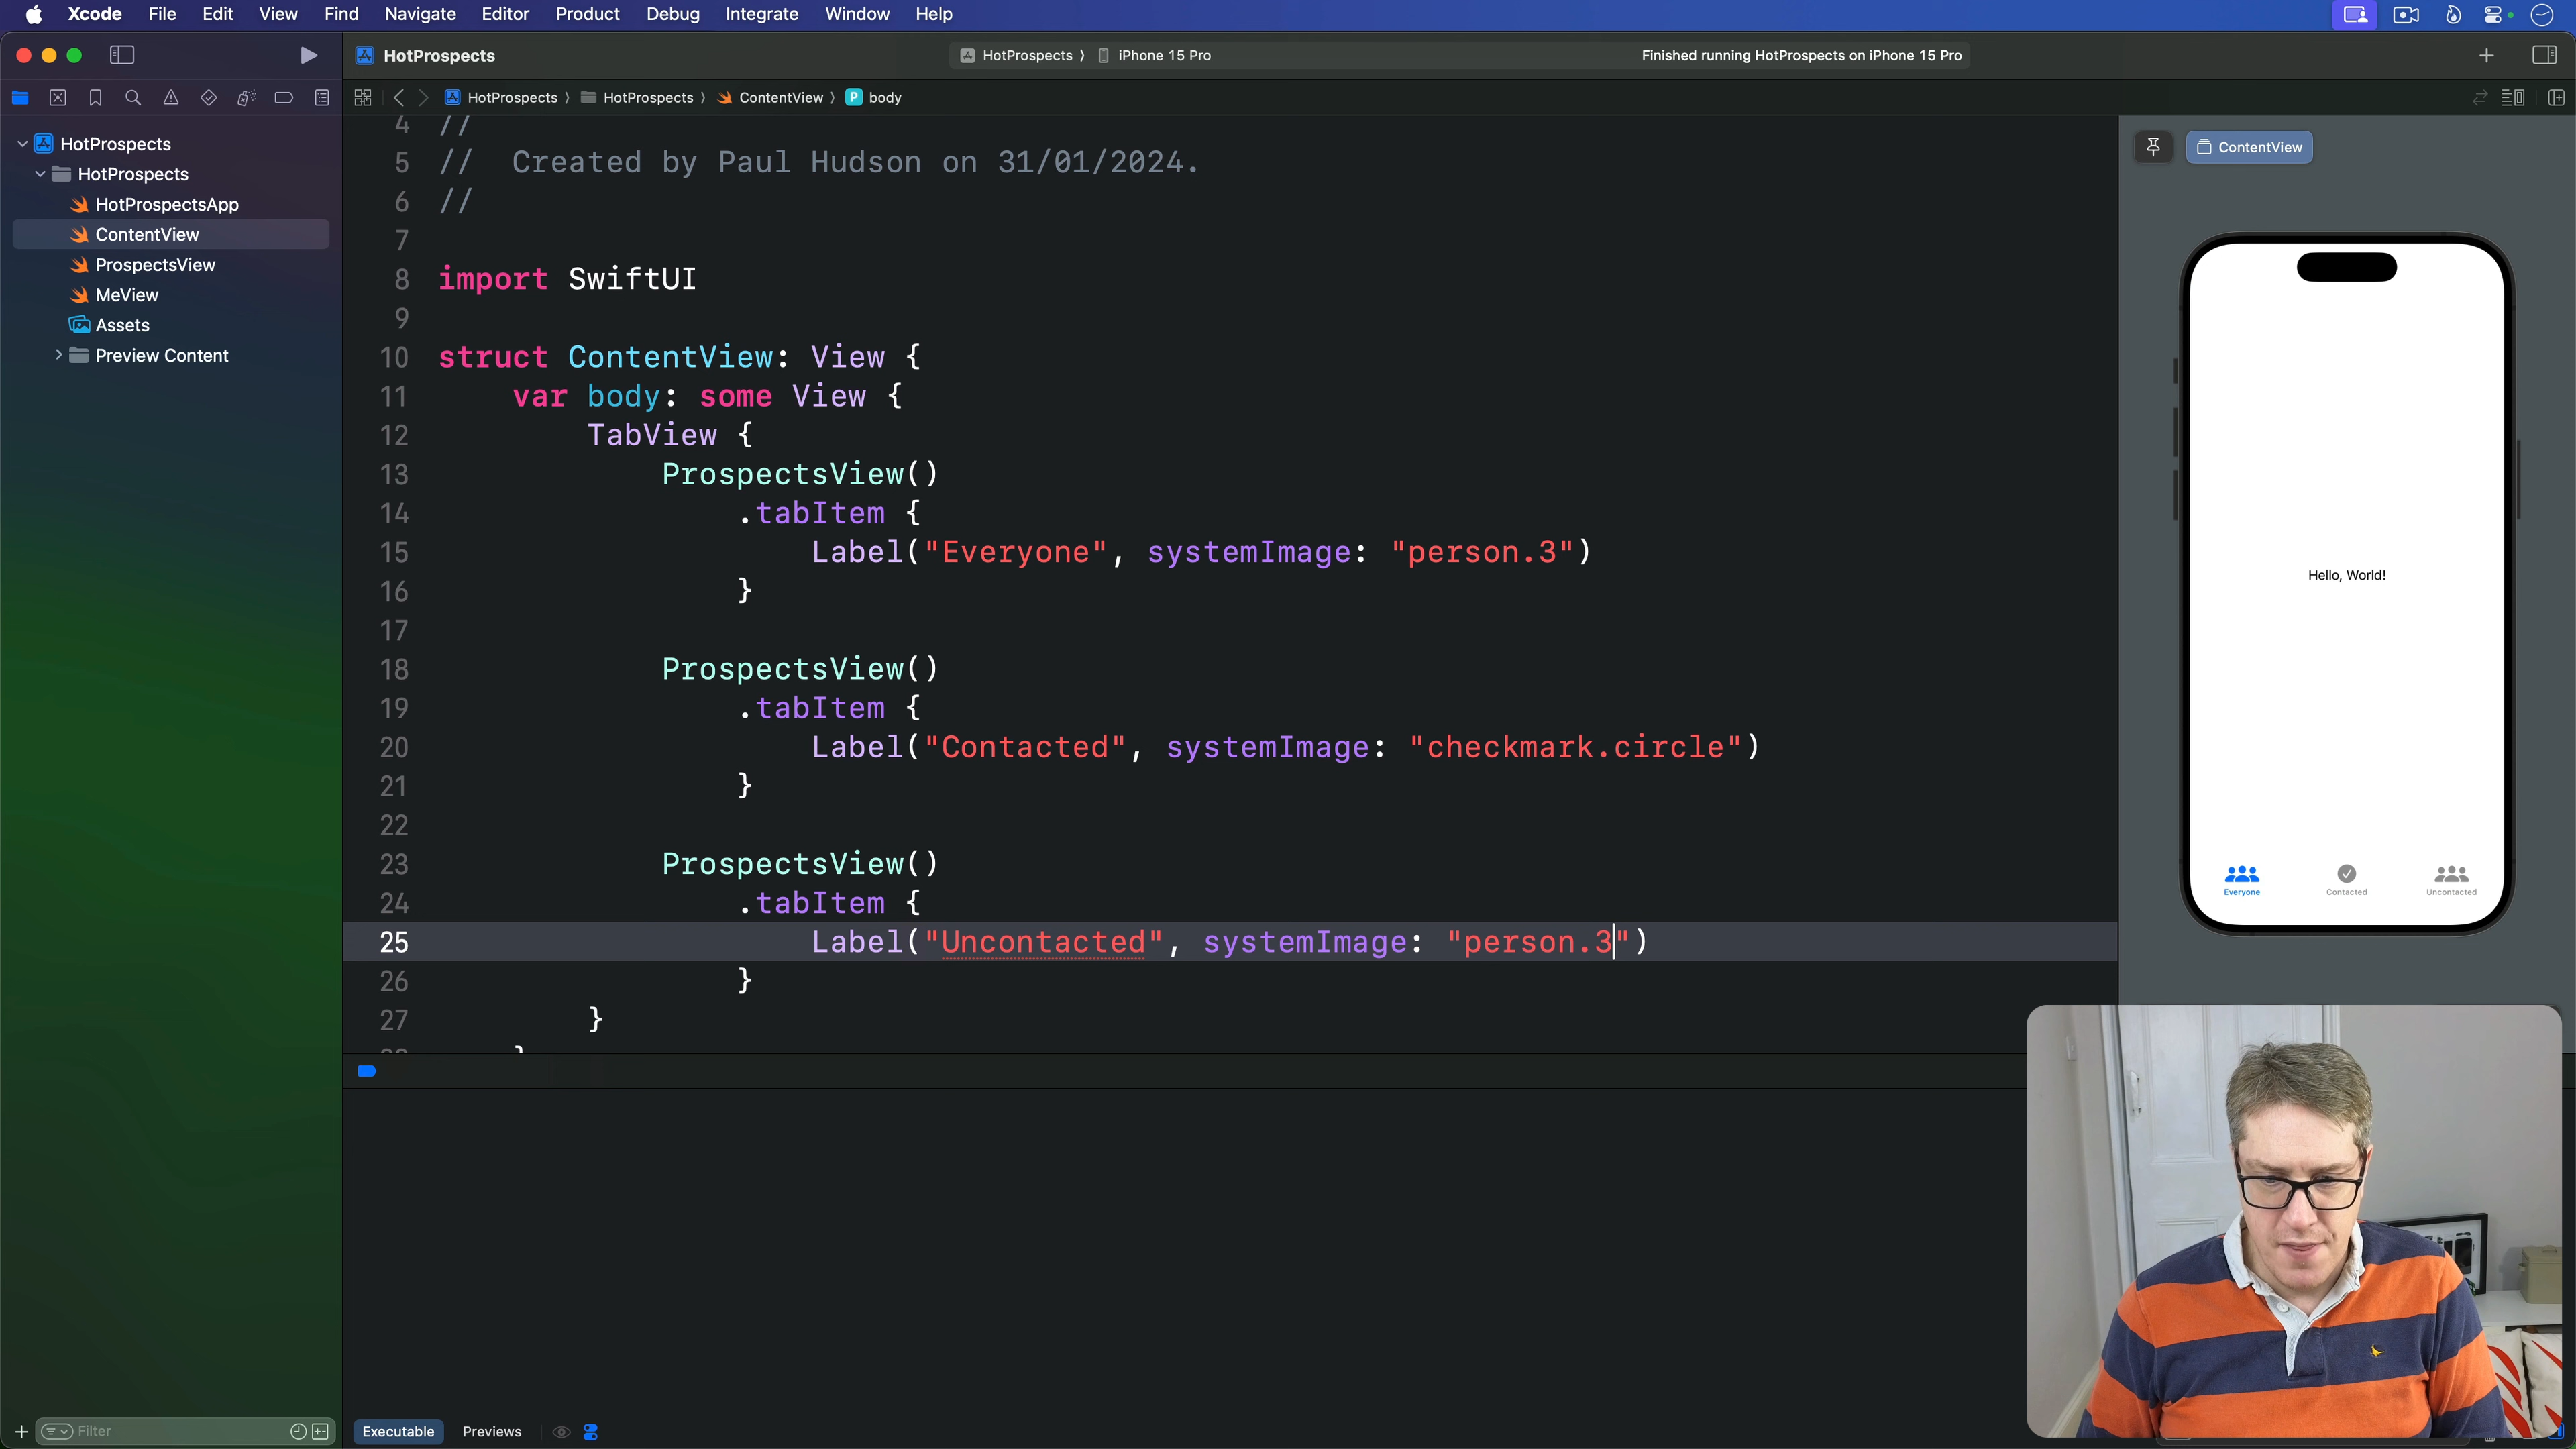 Xcode File Edit View Find Navigate Editor Product Debug Integrate Window Help
HotProspects
HotProspects ⟩ iPhone 15 Pro
Finished running HotProspects on iPhone 15 Pro
HotProspects ⟩ HotProspects ⟩ ContentView ⟩ P body
HotProspects
HotProspects
HotProspectsApp
ContentView
ProspectsView
MeView
Assets
Preview Content
Filter
4 //
5 //  Created by Paul Hudson on 31/01/2024.
6 //
7
8 import SwiftUI
9
10 struct ContentView: View {
11     var body: some View {
12         TabView {
13             ProspectsView()
14                 .tabItem {
15                     Label("Everyone", systemImage: "person.3")
16                 }
17
18             ProspectsView()
19                 .tabItem {
20                     Label("Contacted", systemImage: "checkmark.circle")
21                 }
22
23             ProspectsView()
24                 .tabItem {
25                     Label("Uncontacted", systemImage: "person.3")
26                 }
27         }
Executable Previews
ContentView
Hello, World!
Everyone Contacted Uncontacted